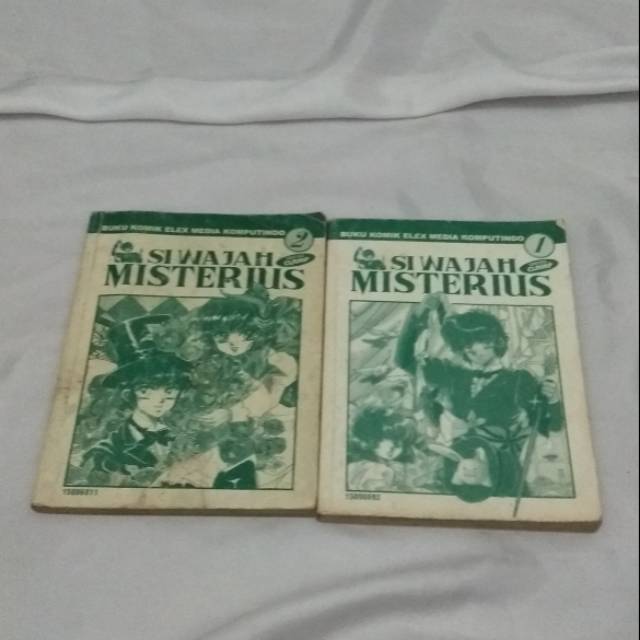 BUKU KOMIK ELEX MEDIA KOMPUTINDO
2
SI WAJAH
MISTERIUS
BUKU KOMIK ELEX MEDIA KOMPUTINDO
1
SI WAJAH
MISTERIUS